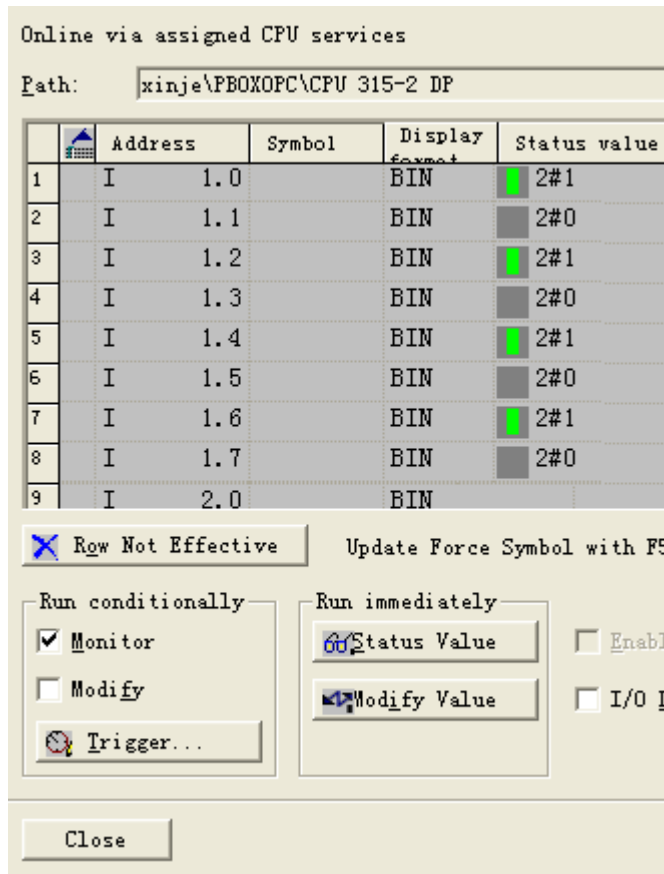 Online via assigned CPU services
Path: xinje\PBOXOPC\CPU 315-2 DP
Address Symbol Display format Status value
1 I 1.0 BIN 2#1
2 I 1.1 BIN 2#0
3 I 1.2 BIN 2#1
4 I 1.3 BIN 2#0
5 I 1.4 BIN 2#1
6 I 1.5 BIN 2#0
7 I 1.6 BIN 2#1
8 I 1.7 BIN 2#0
9 I 2.0 BIN
Row Not Effective Update Force Symbol with F5
Run conditionally Run immediately
Monitor Status Value Enabl
Modify Modify Value I/O
Trigger...
Close